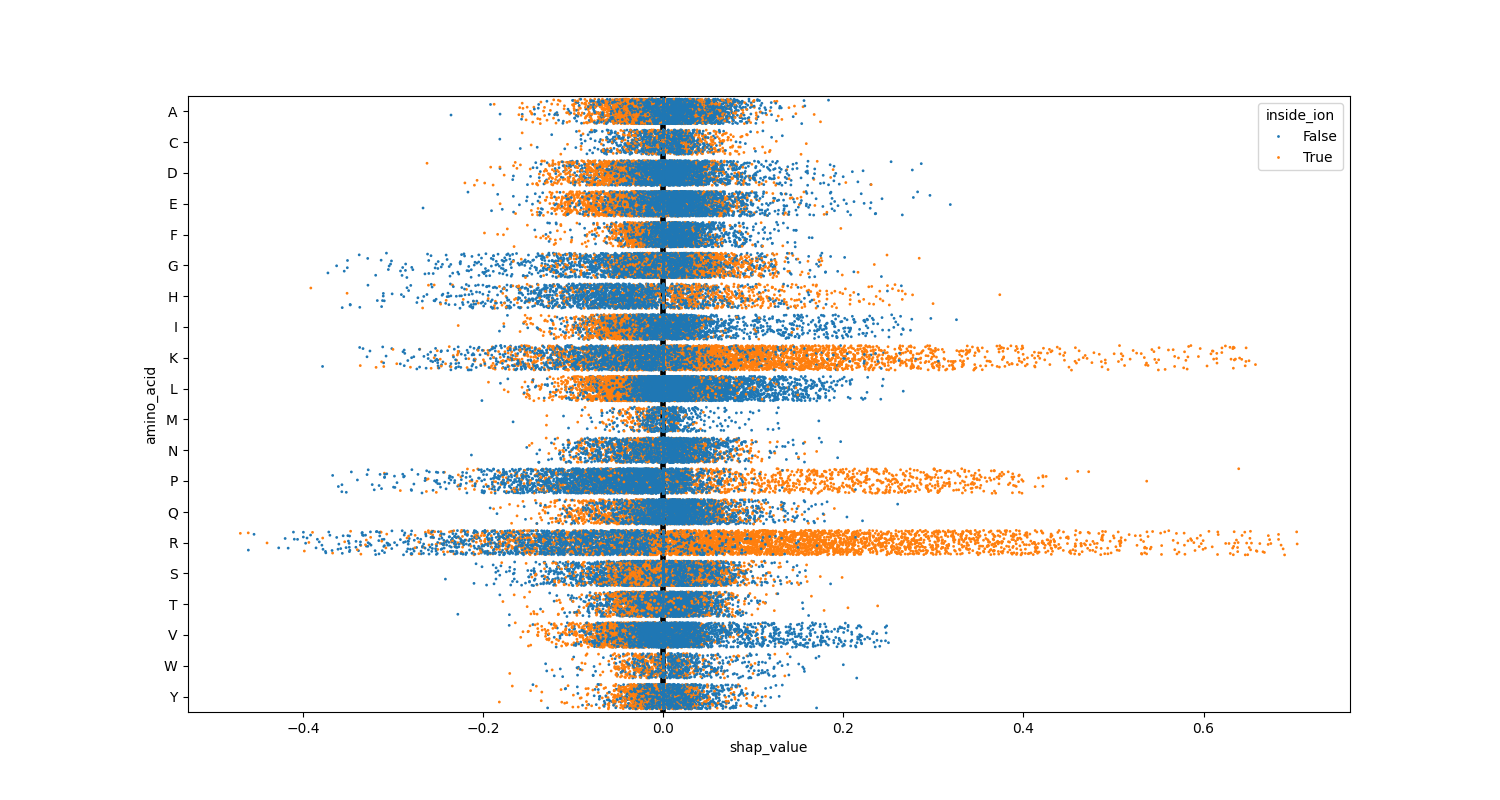 inside_ion
False
True
amino_acid
A
C
D
E
F
G
H
I
K
L
M
N
P
Q
R
S
T
V
W
Y
−0.4
−0.2
0.0
0.2
0.4
0.6
shap_value